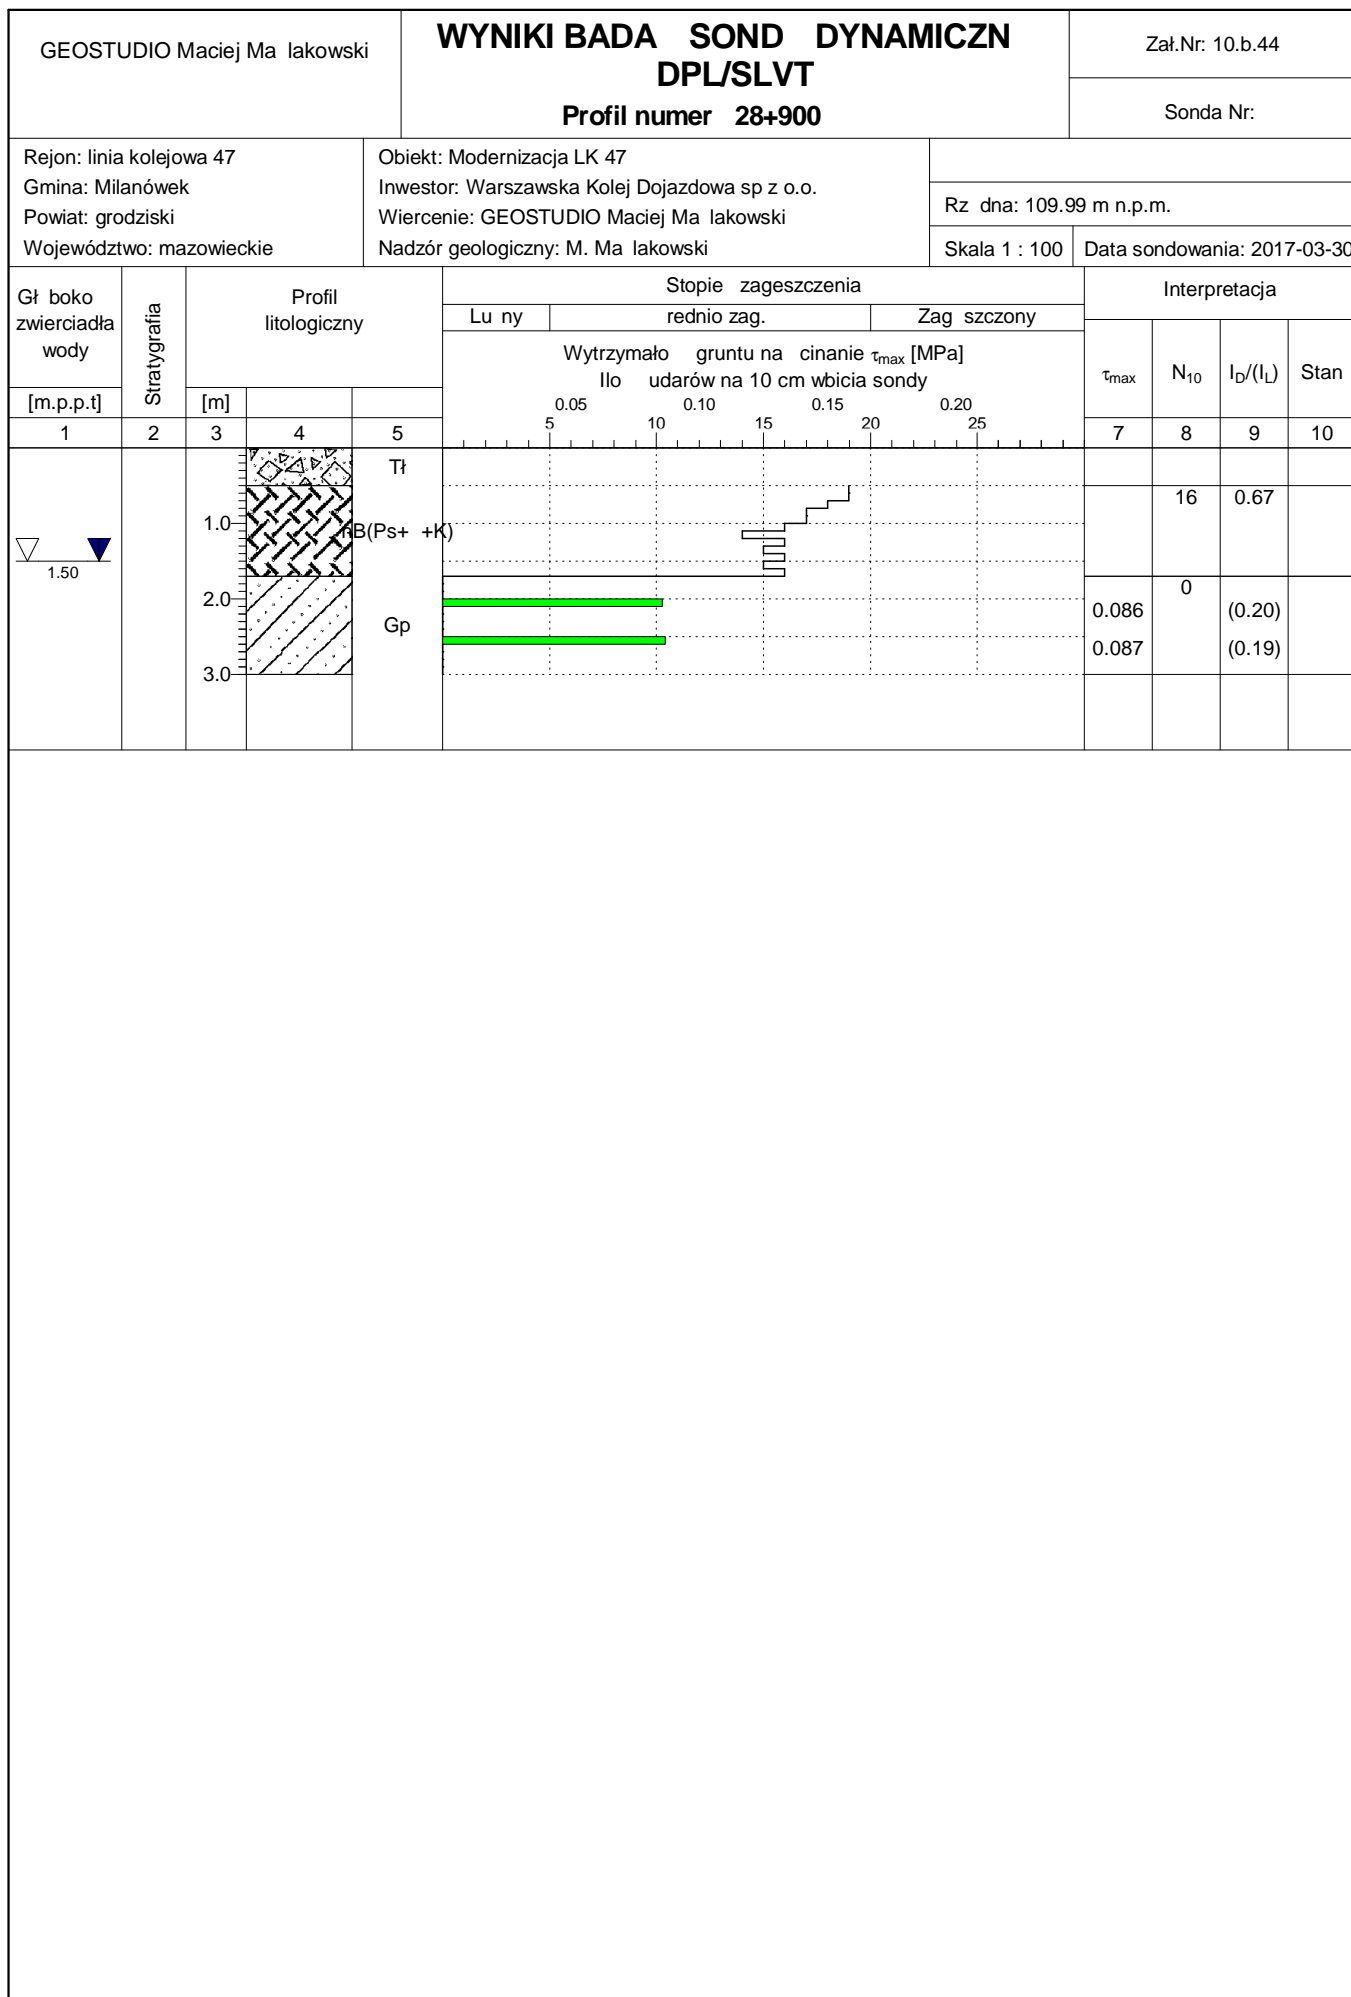 GEOSTUDIO Maciej Ma lakowski
WYNIKI BADA SOND DYNAMICZN
DPL/SLVT
Profil numer 28+900
Zał.Nr: 10.b.44
Sonda Nr:
Rejon: linia kolejowa 47
Gmina: Milanówek
Powiat: grodziski
Województwo: mazowieckie
Obiekt: Modernizacja LK 47
Inwestor: Warszawska Kolej Dojazdowa sp z o.o.
Wiercenie: GEOSTUDIO Maciej Ma lakowski
Nadzór geologiczny: M. Ma lakowski
Rz dna: 109.99 m n.p.m.
Skala 1 : 100
Data sondowania: 2017-03-30
Gł boko
zwierciadła
wody
[m.p.p.t]
Stratygrafia
Profil
litologiczny
[m]
Stopie zageszczenia
Lu ny
rednio zag.
Zag szczony
Wytrzymało gruntu na cinanie τmax [MPa]
Ilo udarów na 10 cm wbicia sondy
0.05 0.10 0.15 0.20
5 10 15 20 25
Interpretacja
τmax
N10
ID/(IL)
Stan
1 2 3 4 5 7 8 9 10
Tł
16 0.67
1.0
nB(Ps+ +K)
1.50
0
2.0
0.086 (0.20)
Gp
0.087 (0.19)
3.0